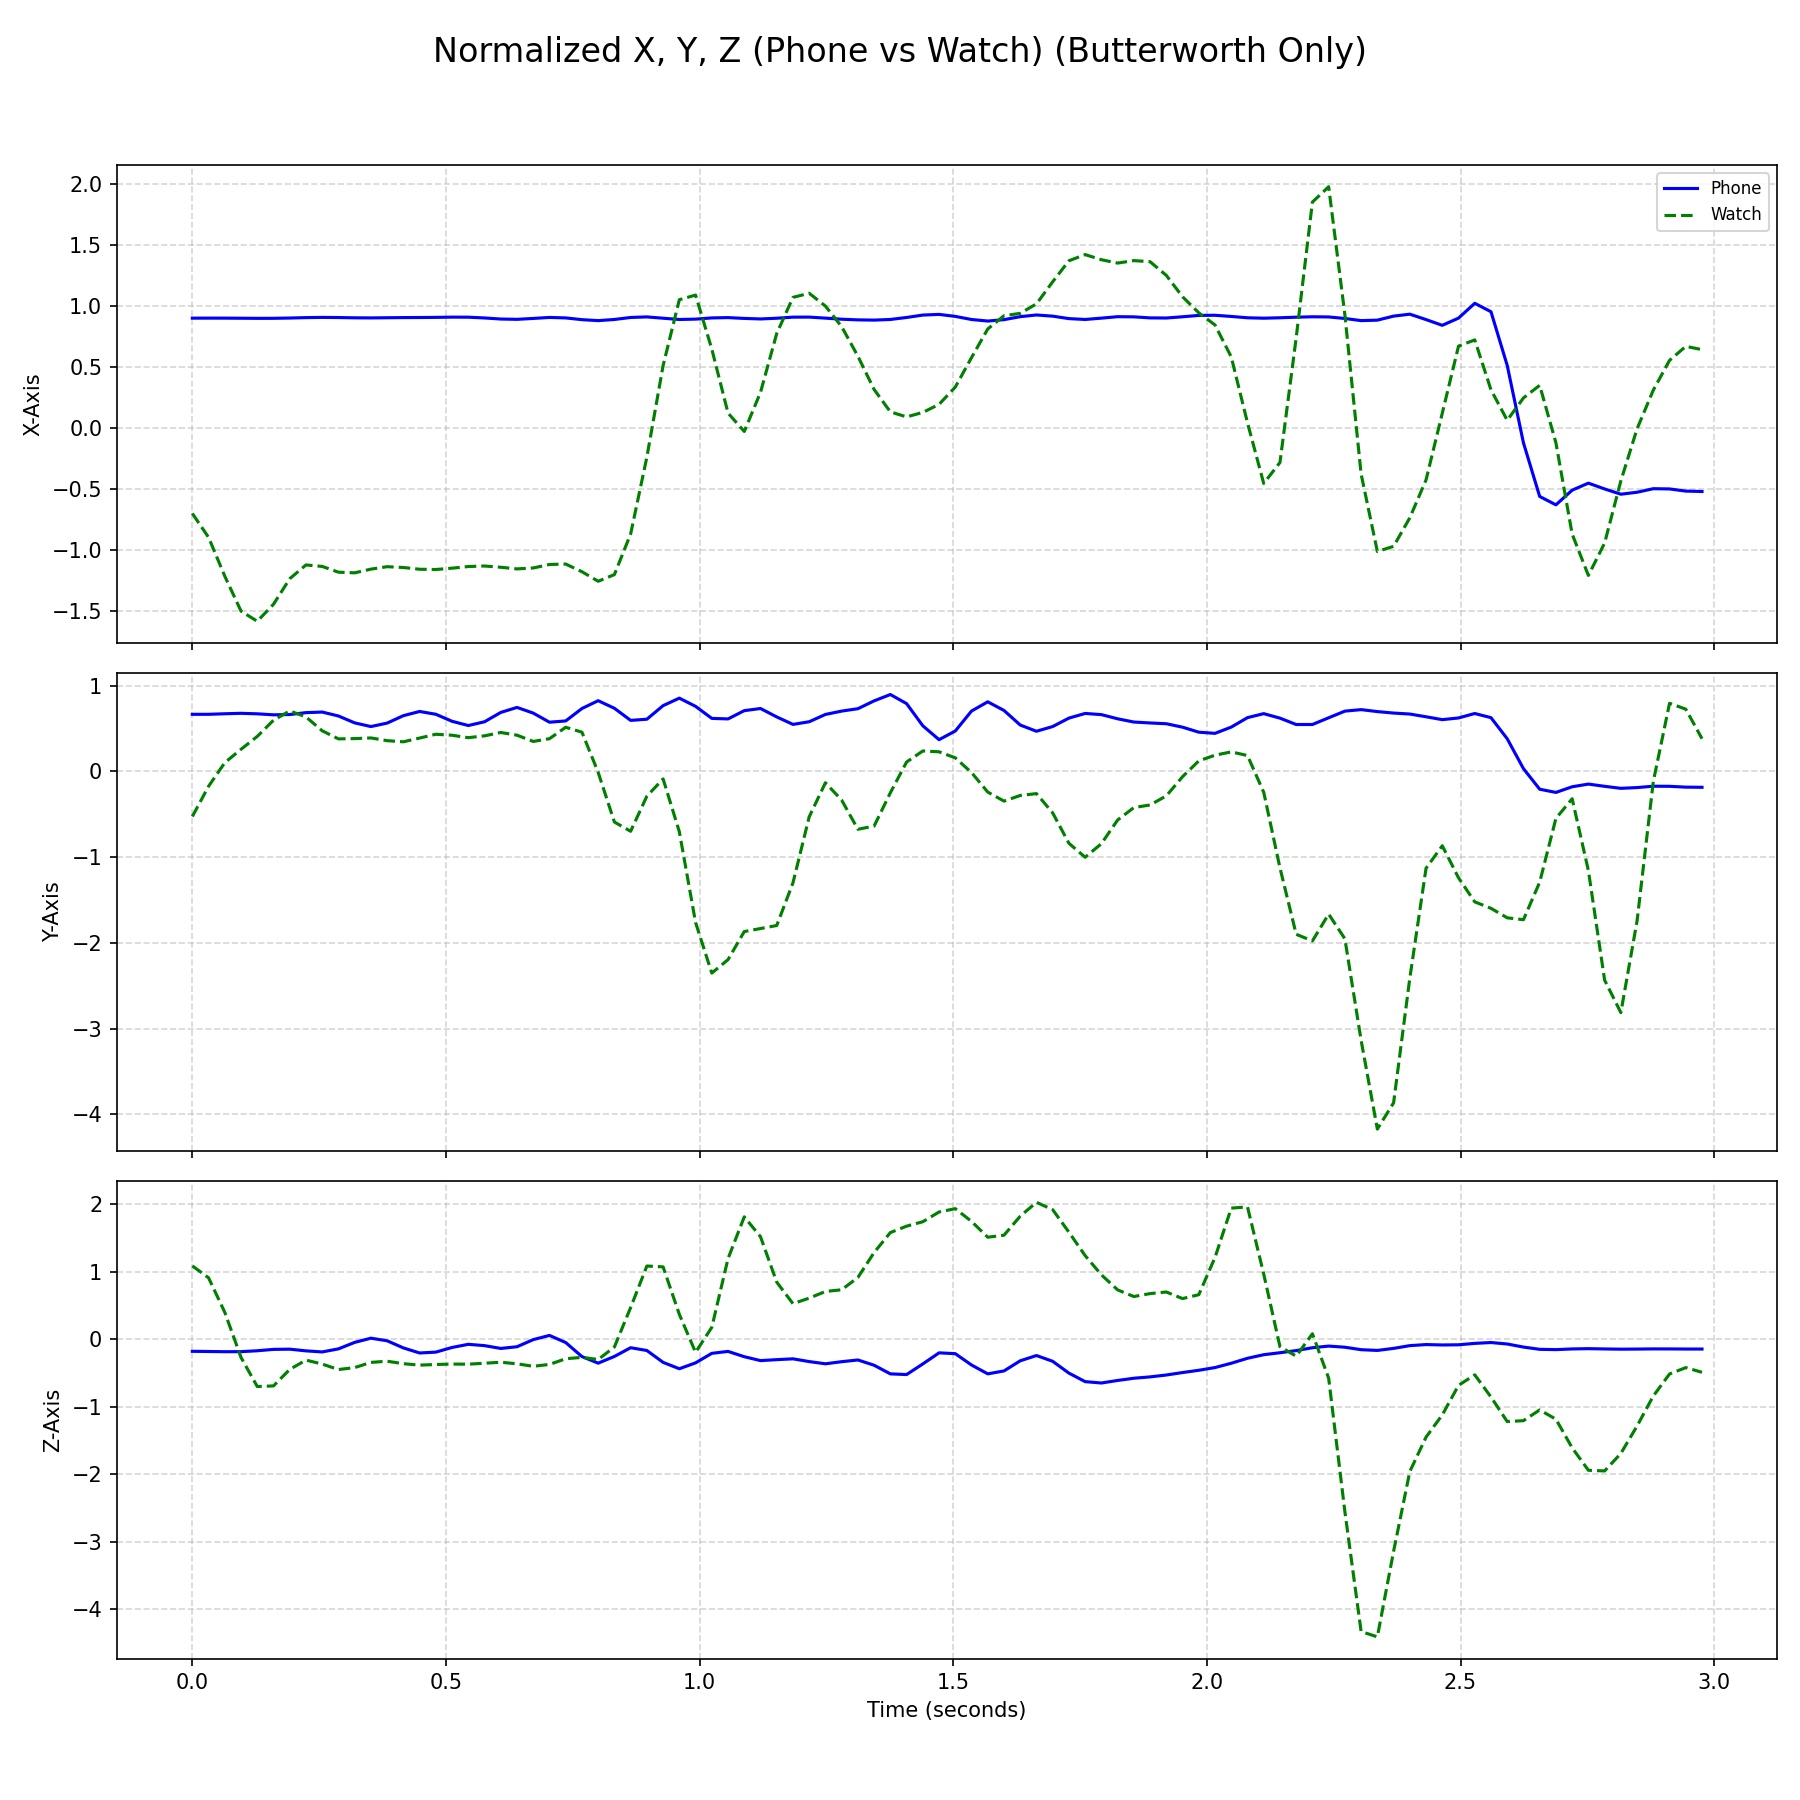 Normalized X, Y, Z (Phone vs Watch) (Butterworth Only)
Phone
Watch
X-Axis
2.0
1.5
1.0
0.5
0.0
−0.5
−1.0
−1.5
Y-Axis
1
0
−1
−2
−3
−4
Z-Axis
2
1
0
−1
−2
−3
−4
0.0 0.5 1.0 1.5 2.0 2.5 3.0
Time (seconds)